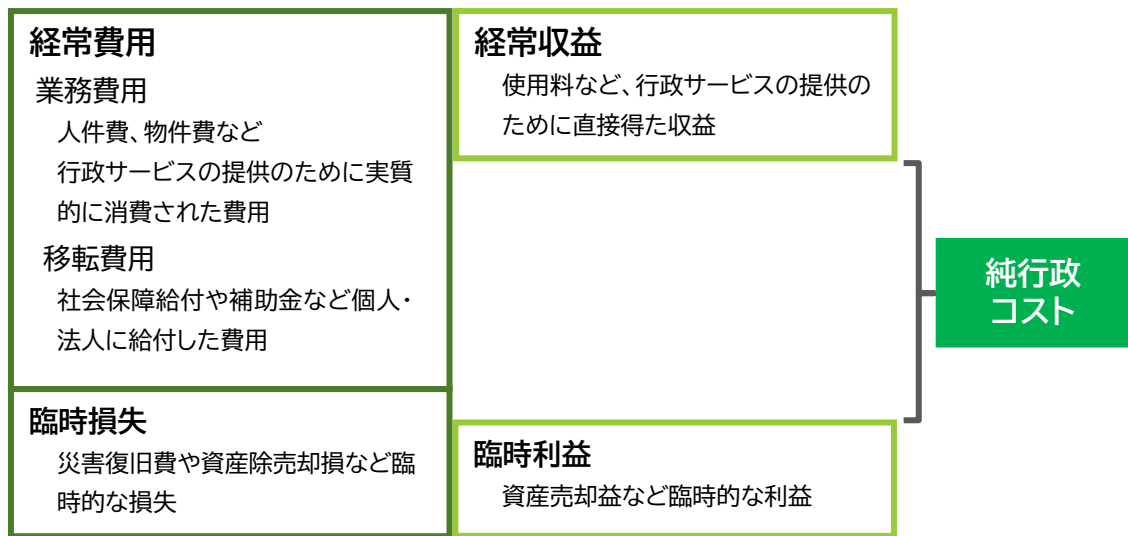 経常費用
業務費用
人件費、物件費など
行政サービスの提供のために実質
的に消費された費用
移転費用
社会保障給付や補助金など個人・
法人に給付した費用
臨時損失
災害復旧費や資産除売却損など臨
時的な損失
経常収益
使用料など、行政サービスの提供の
ために直接得た収益
臨時利益
資産売却益など臨時的な利益
純行政
コスト